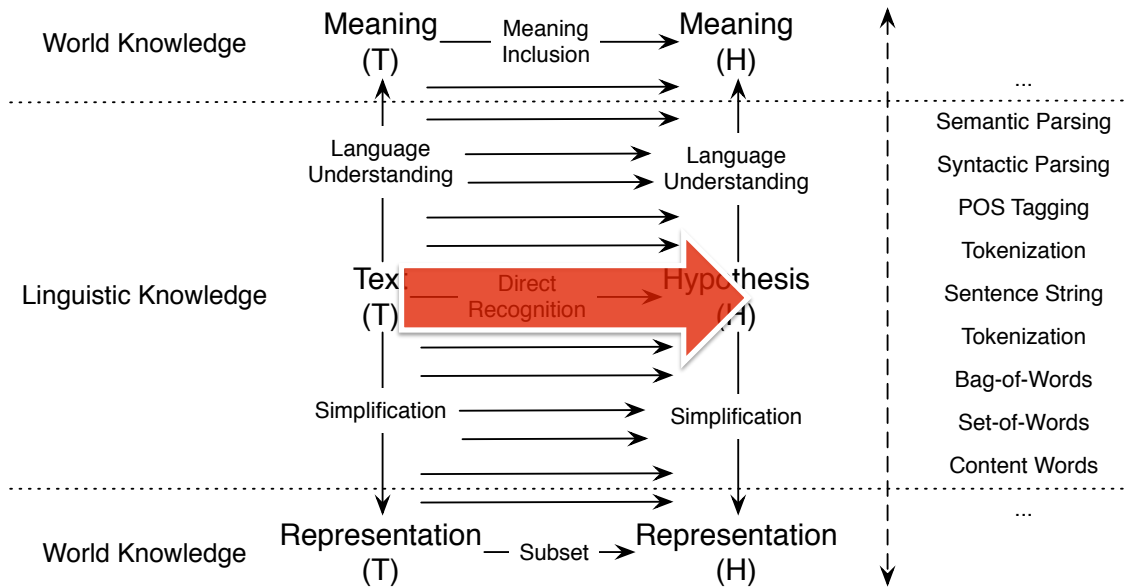 World Knowledge
Meaning
(T)
Meaning
Inclusion
Meaning
(H)
...
Language
Understanding
Language
Understanding
Semantic Parsing
Syntactic Parsing
POS Tagging
Tokenization
Linguistic Knowledge
Text
(T)
Direct
Recognition
Hypothesis
(H)
Sentence String
Tokenization
Bag-of-Words
Simplification
Simplification
Set-of-Words
Content Words
...
World Knowledge
Representation
(T)
Subset
Representation
(H)